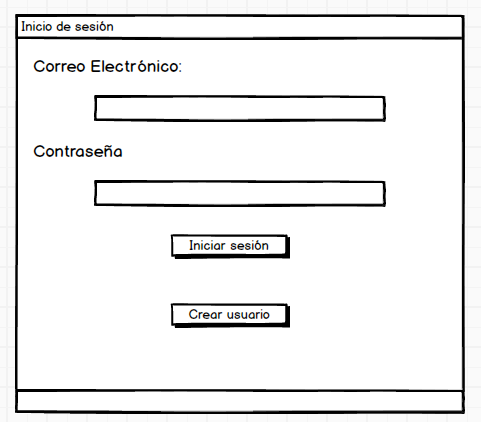 Inicio de sesión
Correo Electrónico:
Contraseña
Iniciar sesión
Crear usuario